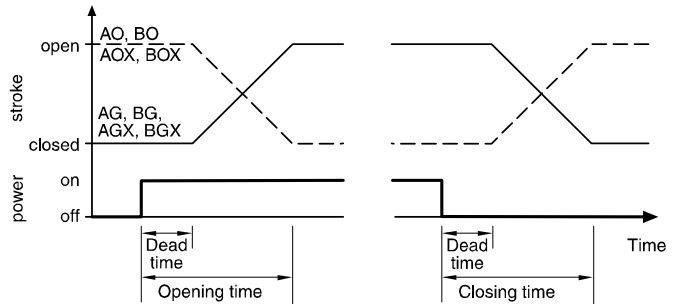 stroke
open
AO, BO
AOX, BOX
AG, BG,
AGX, BGX
closed
power
on
off
Dead
time
Opening time
Dead
time
Closing time
Time